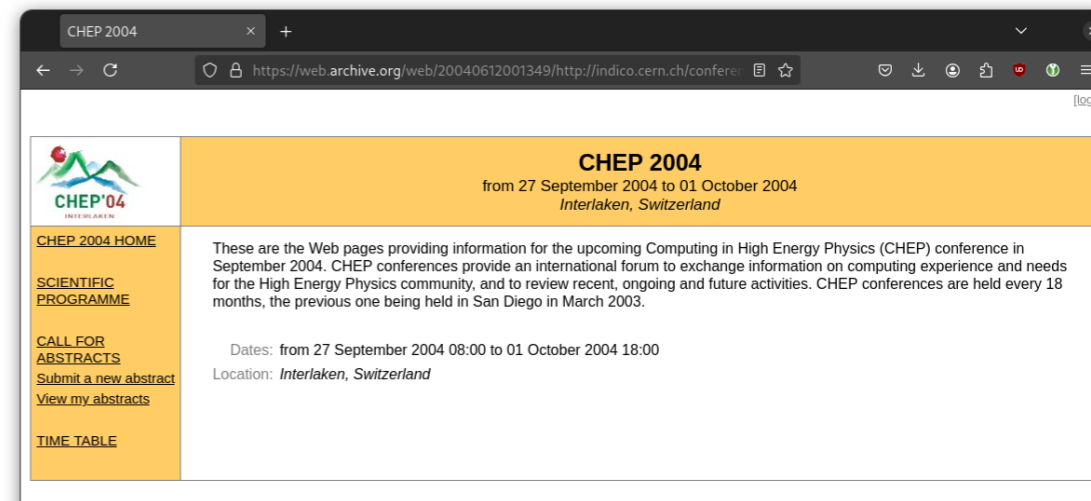 CHEP 2004
https://web.archive.org/web/20040612001349/http://indico.cern.ch/conferen
[log
CHEP'04
INTERLAKEN
CHEP 2004
from 27 September 2004 to 01 October 2004
Interlaken, Switzerland
CHEP 2004 HOME
SCIENTIFIC
PROGRAMME
CALL FOR
ABSTRACTS
Submit a new abstract
View my abstracts
TIME TABLE
These are the Web pages providing information for the upcoming Computing in High Energy Physics (CHEP) conference in
September 2004. CHEP conferences provide an international forum to exchange information on computing experience and needs
for the High Energy Physics community, and to review recent, ongoing and future activities. CHEP conferences are held every 18
months, the previous one being held in San Diego in March 2003.
Dates: from 27 September 2004 08:00 to 01 October 2004 18:00
Location: Interlaken, Switzerland